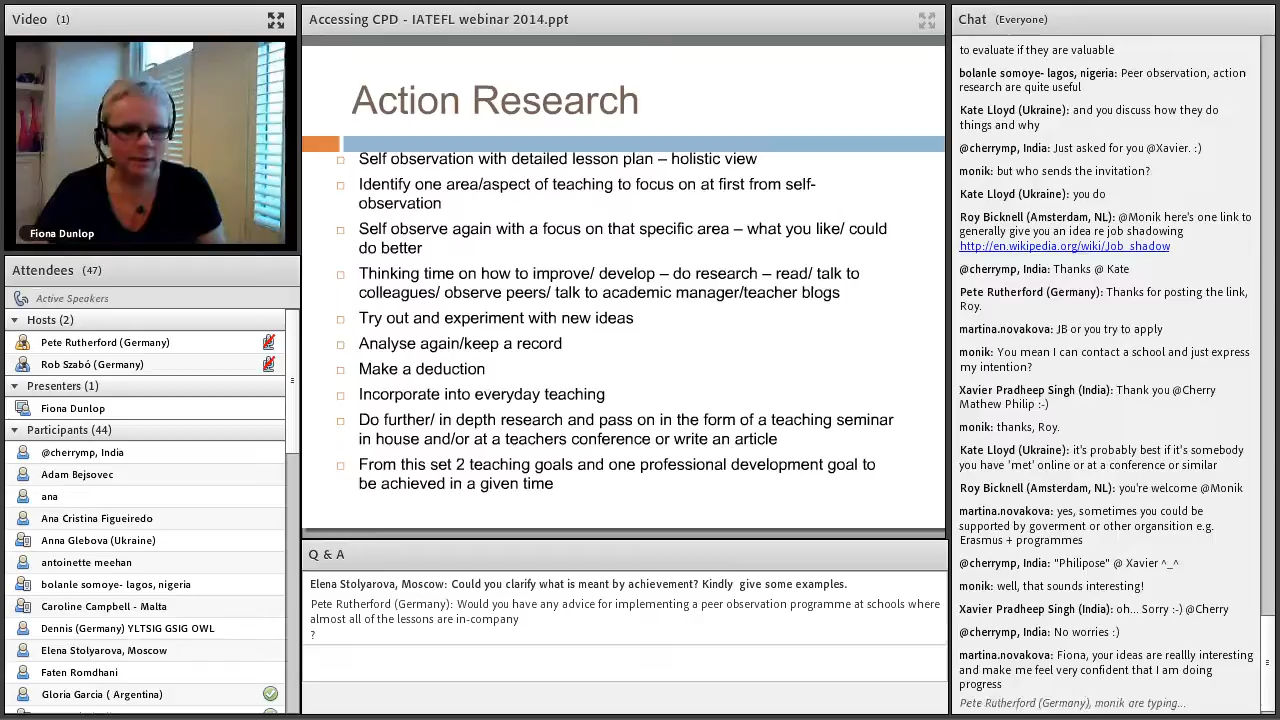 Video (1)
Fiona Dunlop
Attendees (47)
Active Speakers
Hosts (2)
Pete Rutherford (Germany)
Rob Szabó (Germany)
Presenters (1)
Fiona Dunlop
Participants (44)
@cherrymp, India
Adam Bejsovec
ana
Ana Cristina Figueiredo
Anna Glebova (Ukraine)
antoinette meehan
bolanle somoye- lagos, nigeria
Caroline Campbell - Malta
Dennis (Germany) YLTSIG GSIG OWL
Elena Stolyarova, Moscow
Faten Romdhani
Gloria Garcia ( Argentina)
Accessing CPD - IATEFL webinar 2014.ppt
Action Research
Self observation with detailed lesson plan – holistic view
Identify one area/aspect of teaching to focus on at first from self-
observation
Self observe again with a focus on that specific area – what you like/ could
do better
Thinking time on how to improve/ develop – do research – read/ talk to
colleagues/ observe peers/ talk to academic manager/teacher blogs
Try out and experiment with new ideas
Analyse again/keep a record
Make a deduction
Incorporate into everyday teaching
Do further/ in depth research and pass on in the form of a teaching seminar
in house and/or at a teachers conference or write an article
From this set 2 teaching goals and one professional development goal to
be achieved in a given time
Q & A
Elena Stolyarova, Moscow: Could you clarify what is meant by achievement? Kindly give some examples.
Pete Rutherford (Germany): Would you have any advice for implementing a peer observation programme at schools where
almost all of the lessons are in-company
?
Chat (Everyone)
to evaluate if they are valuable
bolanle somoye- lagos, nigeria: Peer observation, action
research are quite useful
Kate Lloyd (Ukraine): and you discuss how they do
things and why
@cherrymp, India: Just asked for you @Xavier. :)
monik: but who sends the invitation?
Kate Lloyd (Ukraine): you do
Roy Bicknell (Amsterdam, NL): @Monik here's one link to
generally give you an idea re job shadowing
http://en.wikipedia.org/wiki/Job_shadow
@cherrymp, India: Thanks @ Kate
Pete Rutherford (Germany): Thanks for posting the link,
Roy.
martina.novakova: JB or you try to apply
monik: You mean I can contact a school and just express
my intention?
Xavier Pradheep Singh (India): Thank you @Cherry
Mathew Philip :-)
monik: thanks, Roy.
Kate Lloyd (Ukraine): it's probably best if it's somebody
you have 'met' online or at a conference or similar
Roy Bicknell (Amsterdam, NL): you're welcome @Monik
martina.novakova: yes, sometimes you could be
supported by goverment or other organsition e.g.
Erasmus + programmes
@cherrymp, India: "Philipose" @ Xavier ^_^
monik: well, that sounds interesting!
Xavier Pradheep Singh (India): oh... Sorry :-) @Cherry
@cherrymp, India: No worries :)
martina.novakova: Fiona, your ideas are reallly interesting
and make me feel very confident that I am doing
progress
Pete Rutherford (Germany), monik are typing...